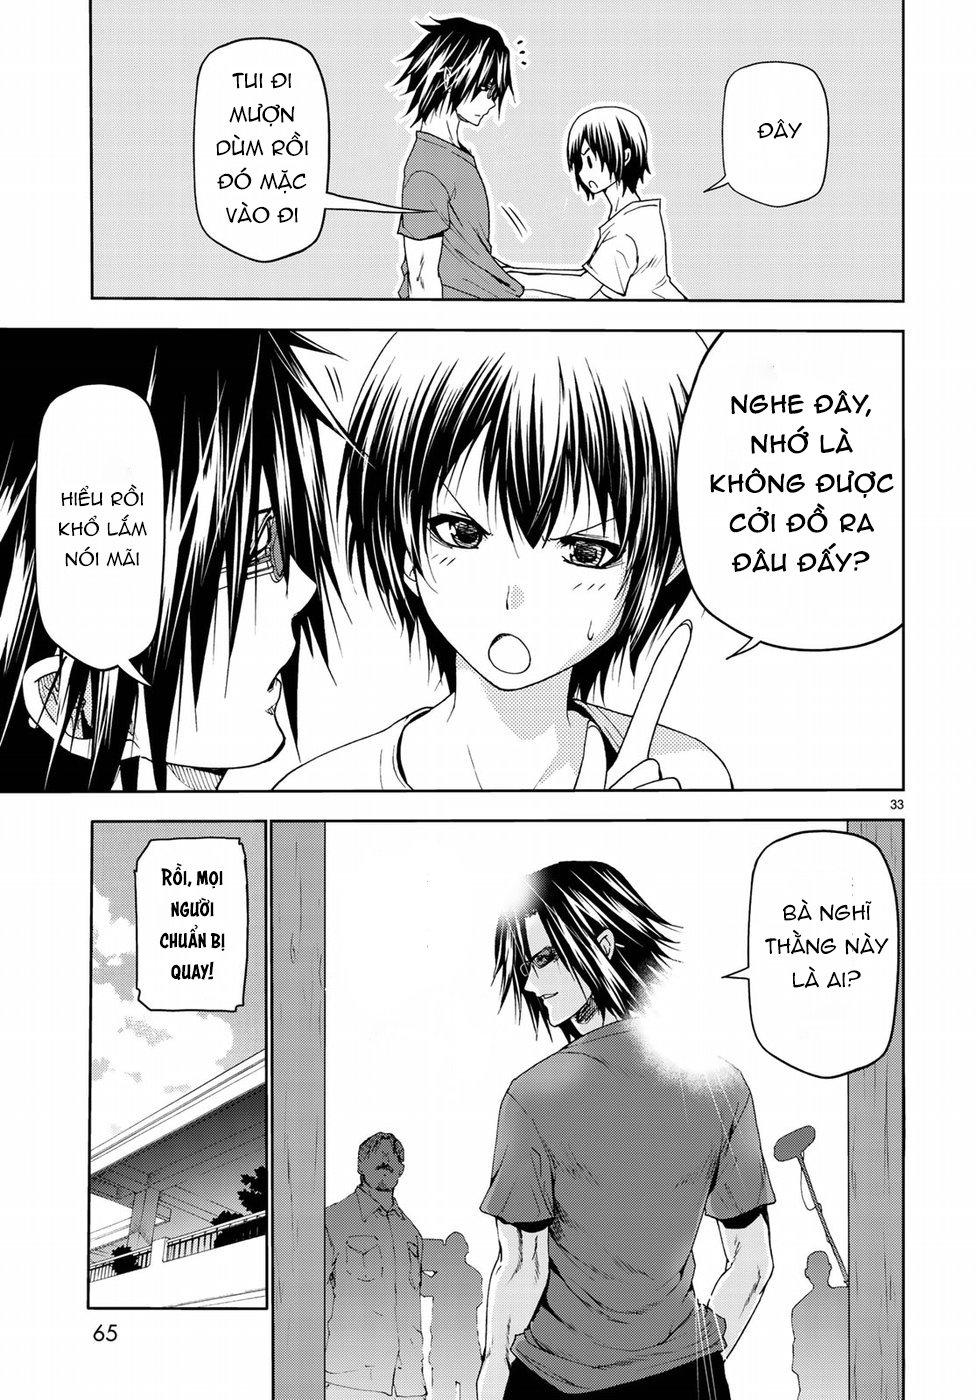 ĐÂY
TUI ĐI
MƯỢN
DÙM RỒI
ĐÓ MẶC
VÀO ĐI
NGHE ĐÂY,
NHỚ LÀ
KHÔNG ĐƯỢC
CỞI ĐỒ RA
ĐÂU ĐẤY?
HIỂU RỒI
KHỔ LẮM
NÓI MÃI
33
BÀ NGHĨ
THẰNG NÀY
LÀ AI?
RỒI, MỌI
NGƯỜI
CHUẨN BỊ
QUAY!
65